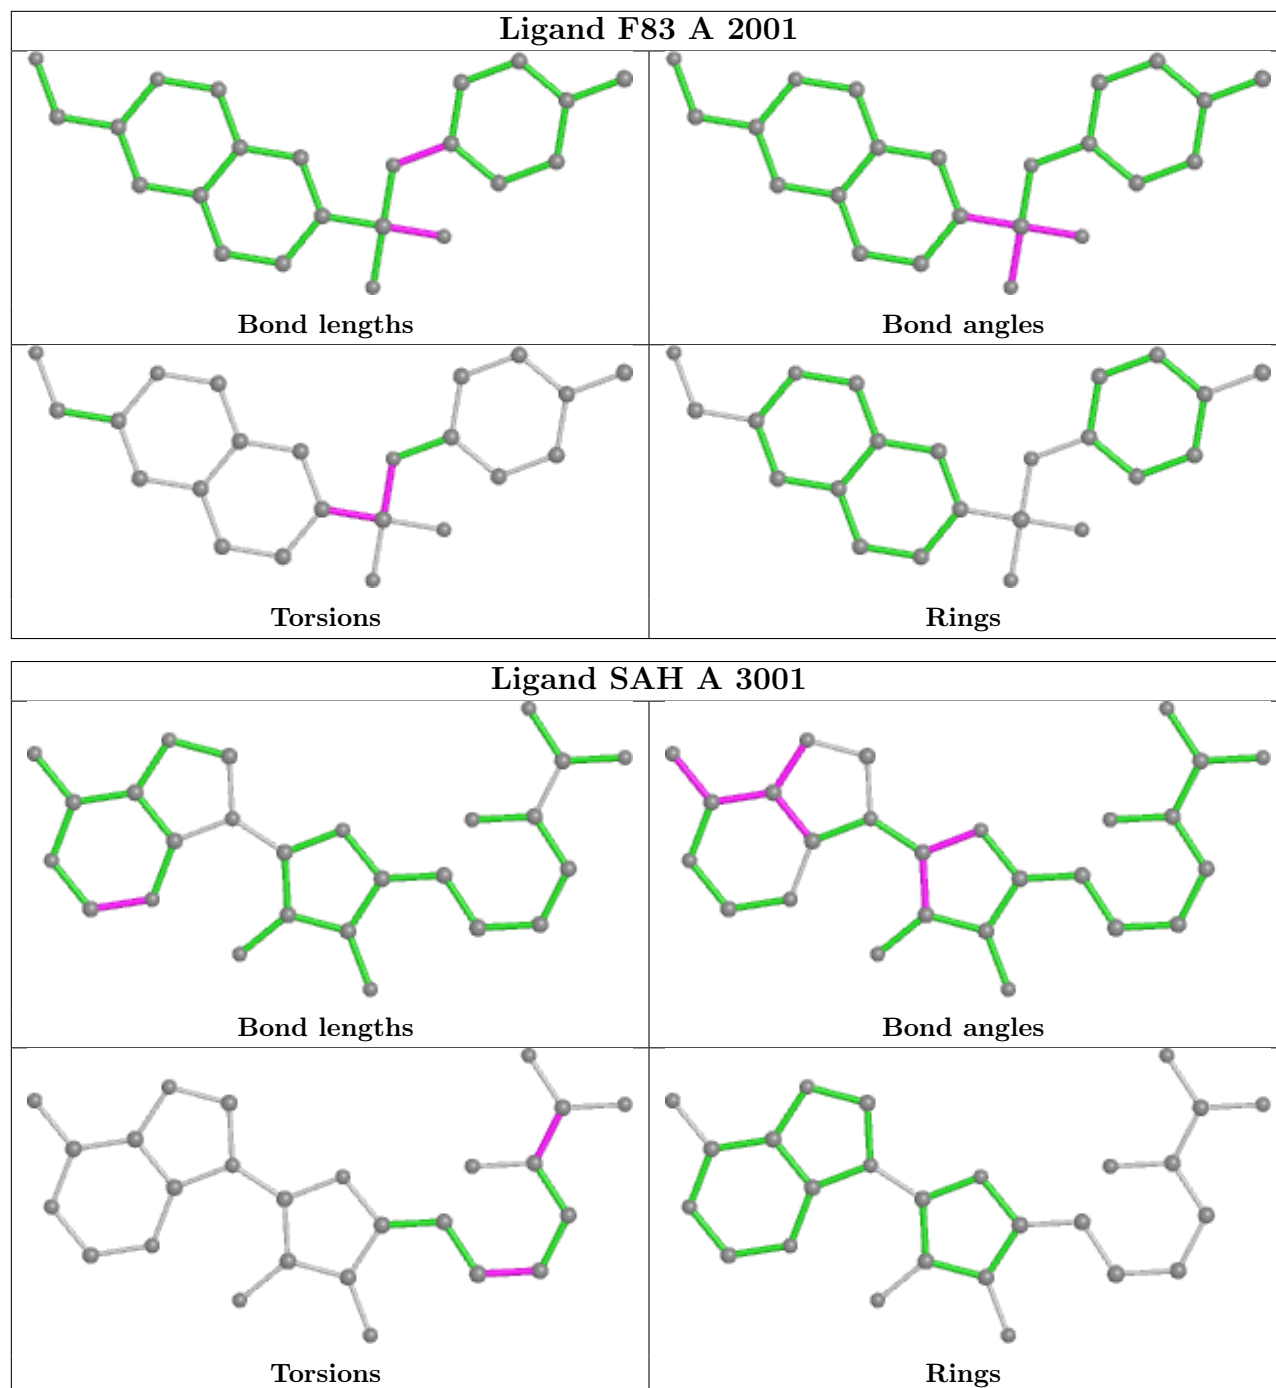 Ligand F83 A 2001
Bond lengths
Bond angles
Torsions
Rings
Ligand SAH A 3001
Bond lengths
Bond angles
Torsions
Rings